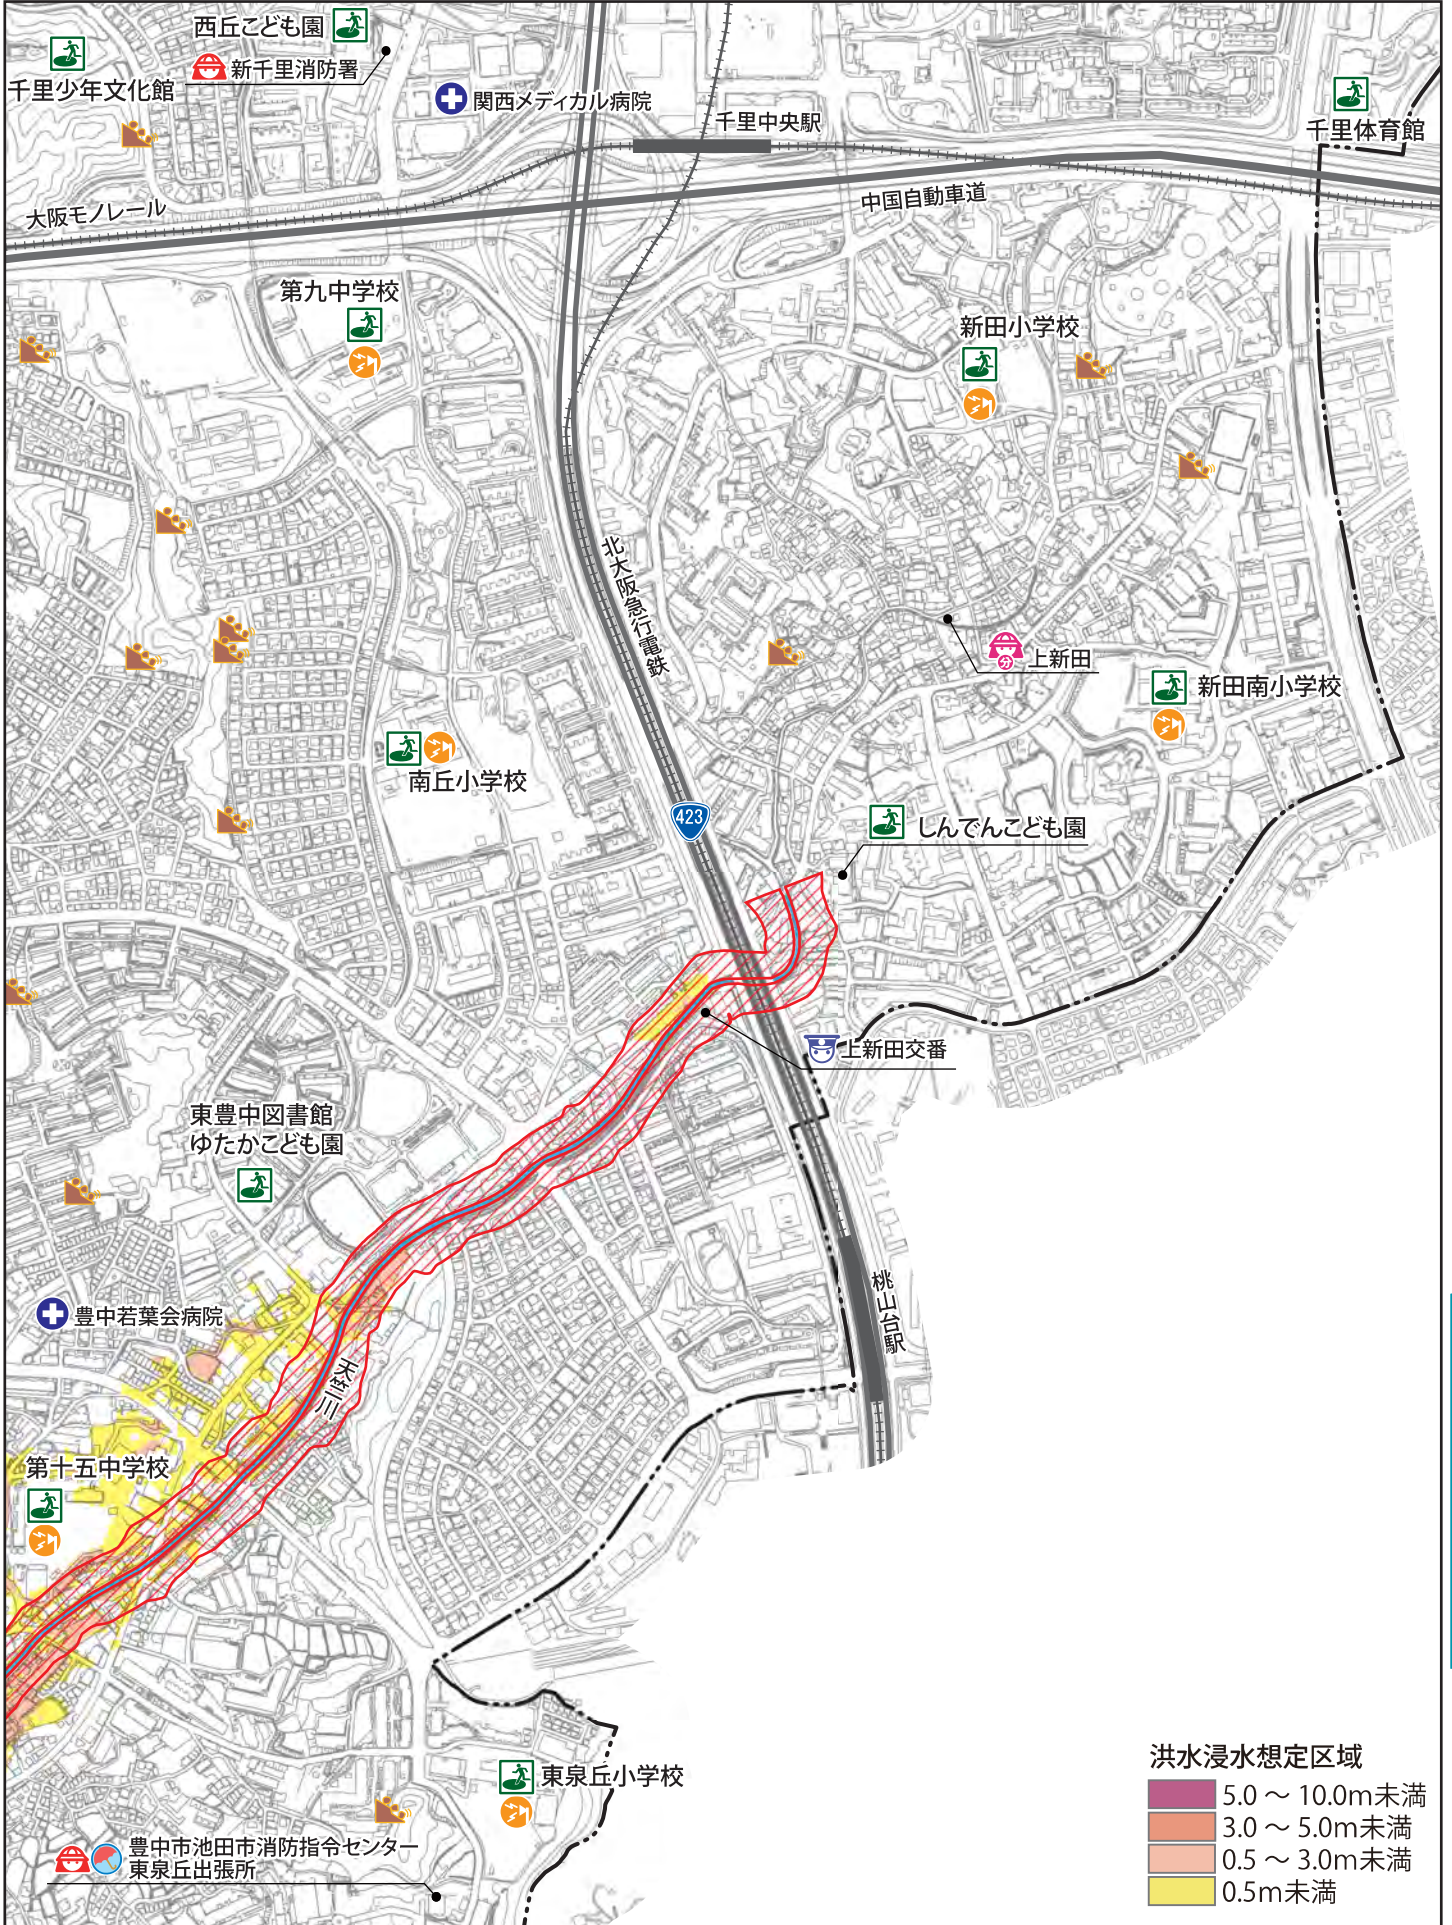 西丘こども園
千里少年文化館
新千里消防署
関西メディカル病院
千里中央駅
千里体育館
大阪モノレール
中国自動車道
第九中学校
新田小学校
北大阪急行電鉄
分
上新田
新田南小学校
南丘小学校
423
しんでんこども園
上新田交番
東豊中図書館
ゆたかこども園
豊中若葉会病院
桃山台駅
天竺川
第十五中学校
東泉丘小学校
豊中市池田市消防指令センター
東泉丘出張所
洪水浸水想定区域
5.0 ～ 10.0m未満
3.0 ～ 5.0m未満
0.5 ～ 3.0m未満
0.5m未満